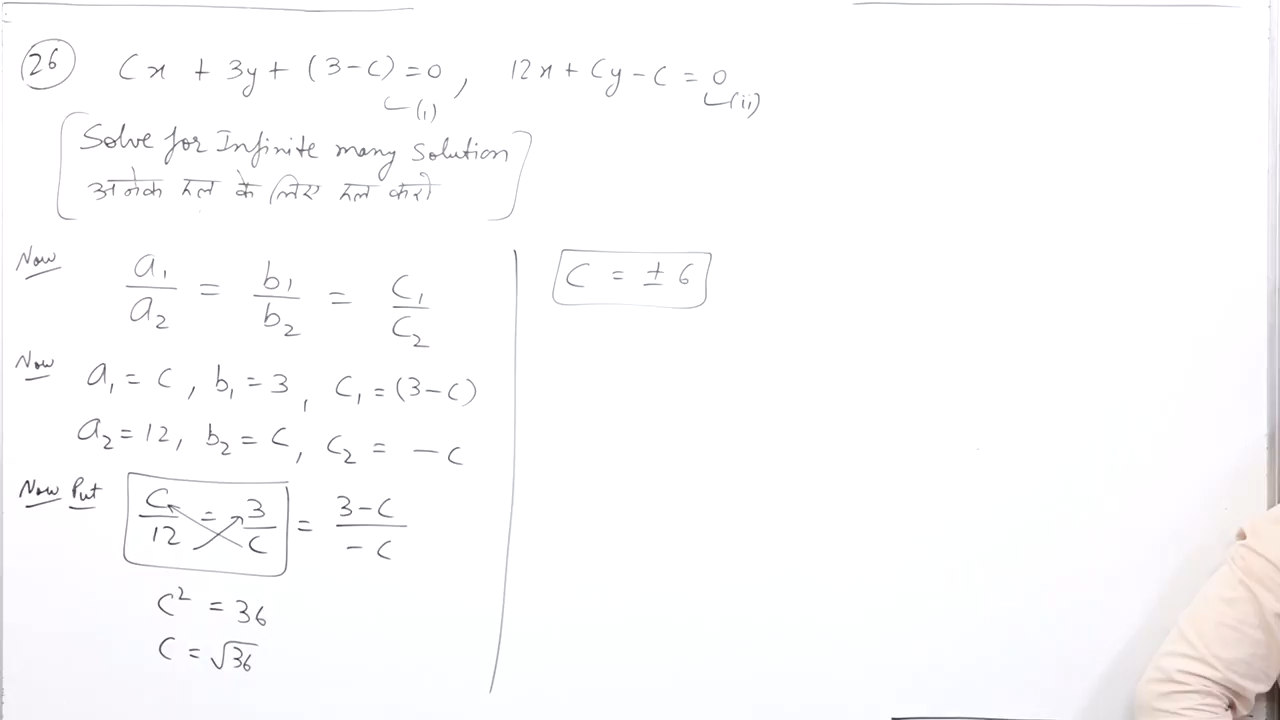 26 Cx + 3y + (3-C) = 0, 12x + Cy - C = 0
(i) (ii)
[Solve for Infinite many Solution
अनेक हल के लिए हल करो]
Now a₁/a₂ = b₁/b₂ = C₁/C₂
Now a₁ = C, b₁ = 3, C₁ = (3-C)
a₂ = 12, b₂ = C, C₂ = -C
Now Put C/12 = 3/C = 3-C/-C
C² = 36
C = √36
C = ± 6